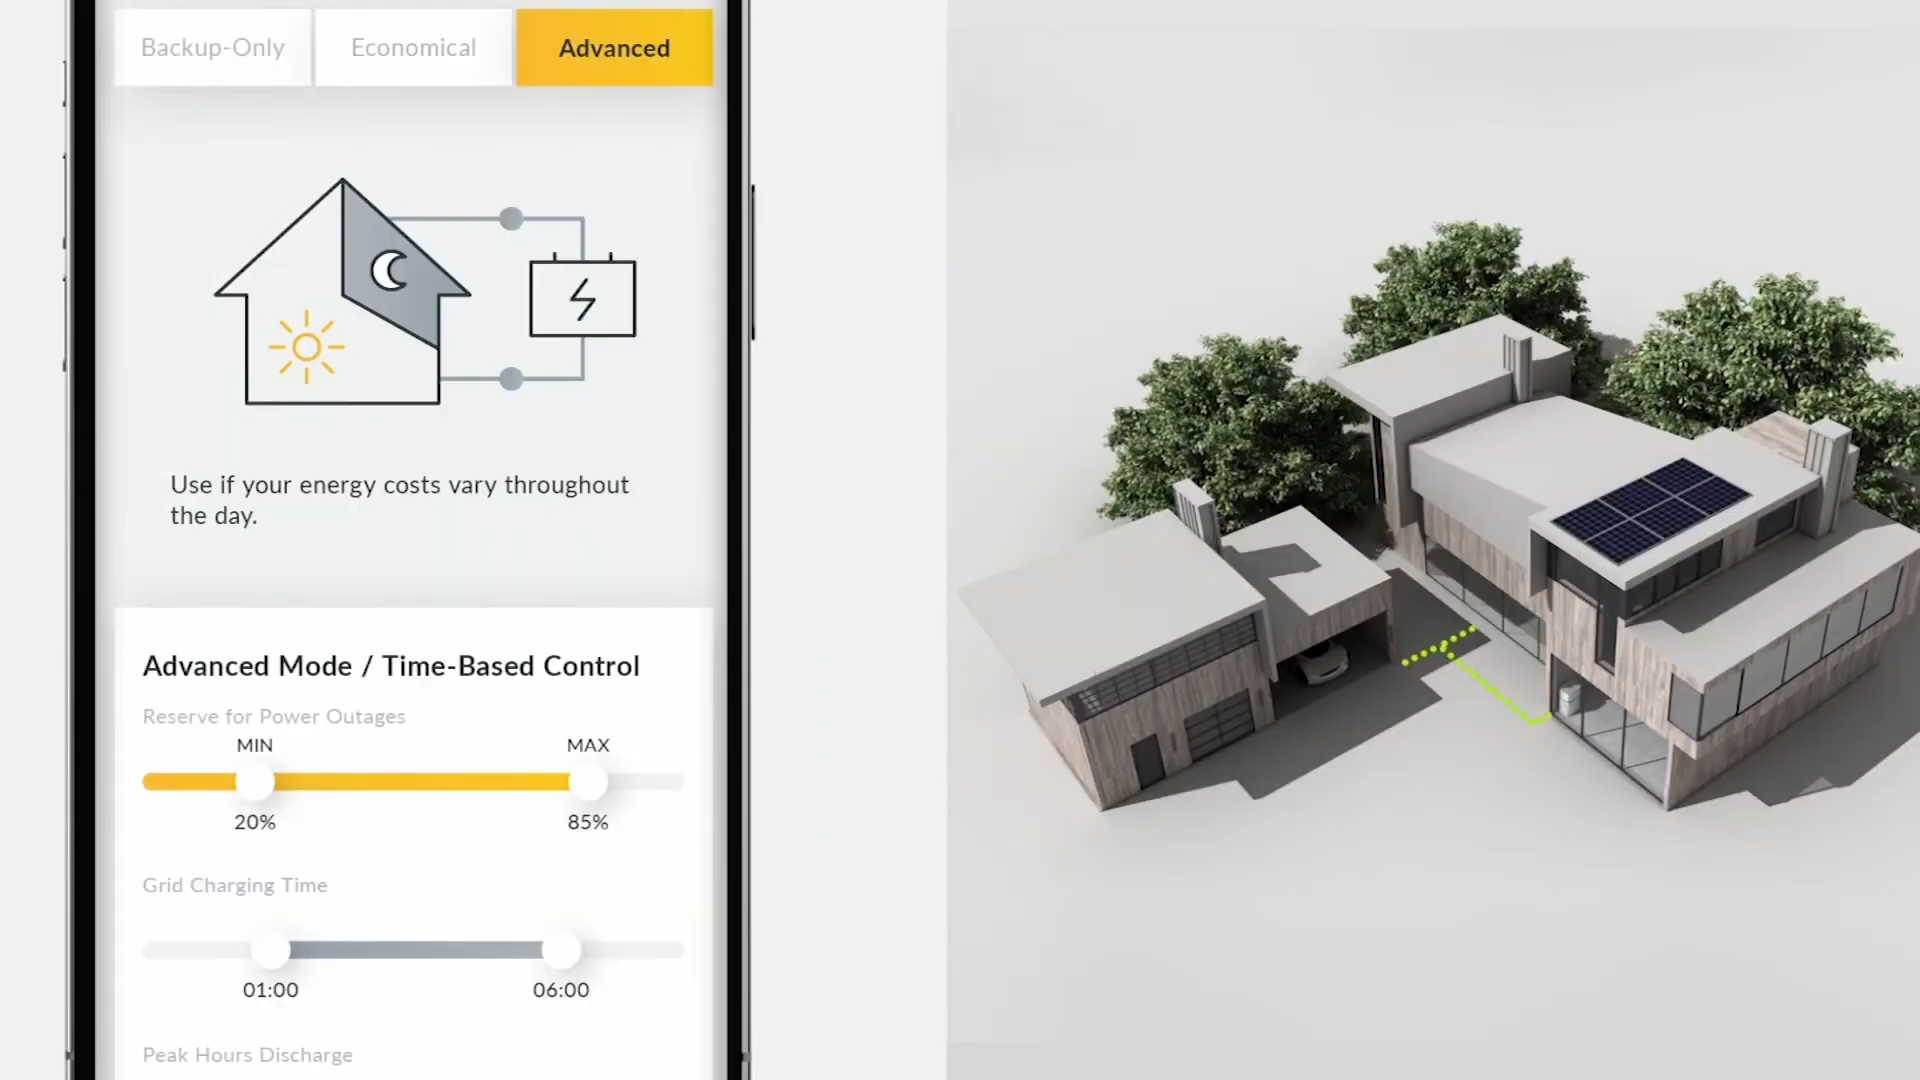 Backup-Only
Economical
Advanced
Use if your energy costs vary throughout
the day.
Advanced Mode / Time-Based Control
Reserve for Power Outages
MIN
MAX
20%
85%
Grid Charging Time
01:00
06:00
Peak Hours Discharge